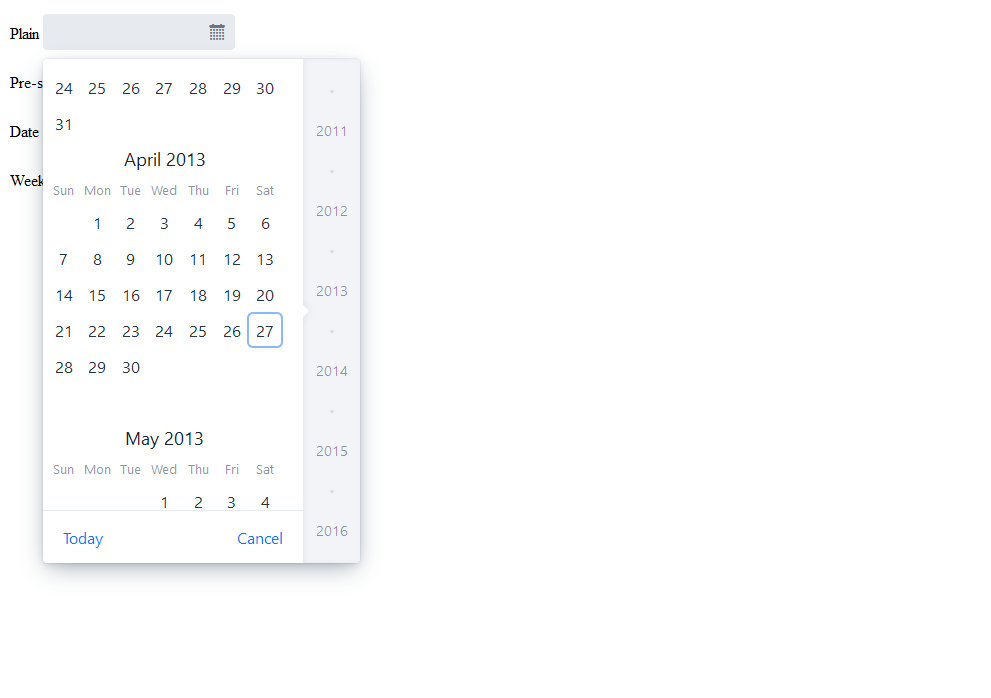 Plain
Pre-s
Date
Week
24 25 26 27 28 29 30
31
April 2013
Sun Mon Tue Wed Thu Fri Sat
1 2 3 4 5 6
7 8 9 10 11 12 13
14 15 16 17 18 19 20
21 22 23 24 25 26 27
28 29 30
May 2013
Sun Mon Tue Wed Thu Fri Sat
1 2 3 4
Today Cancel
2011
2012
2013
2014
2015
2016